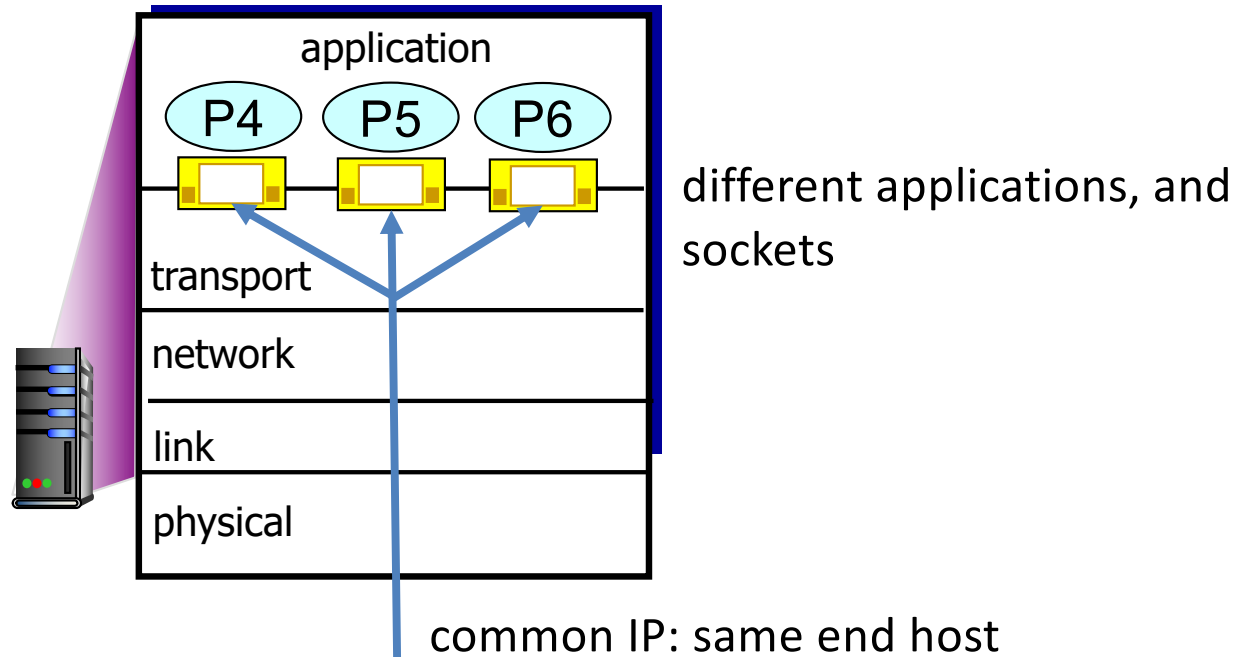 application
P4 P5 P6
different applications, and
sockets
transport
network
link
physical
common IP: same end host